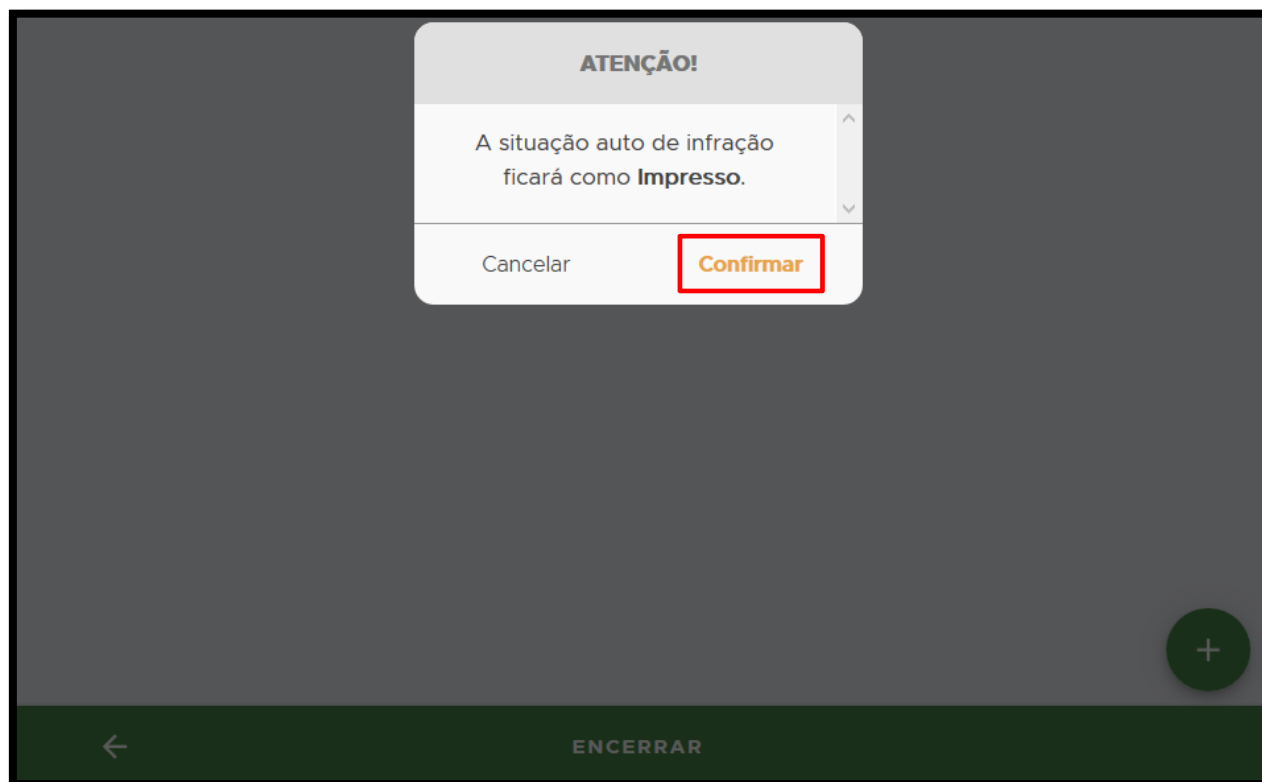 ATENÇÃO!
A situação auto de infração
ficará como Impresso.
Cancelar
Confirmar
ENCERRAR